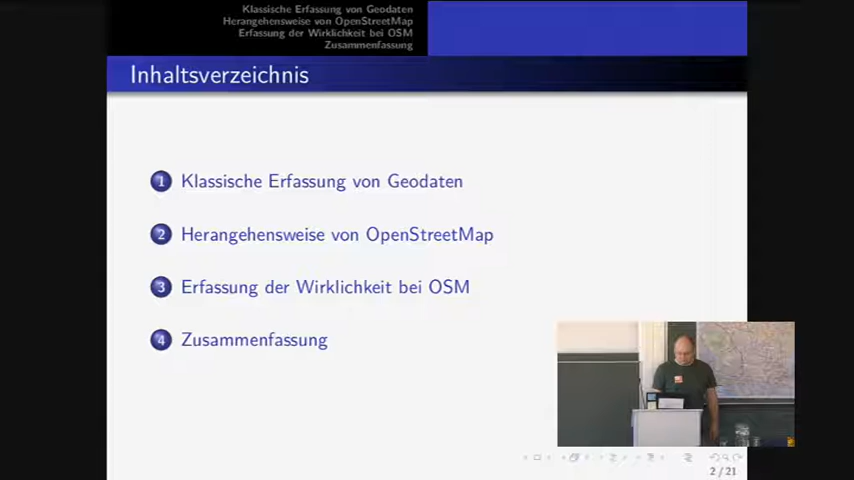 Klassische Erfassung von Geodaten
Herangehensweise von OpenStreetMap
Erfassung der Wirklichkeit bei OSM
Zusammenfassung
Inhaltsverzeichnis
1 Klassische Erfassung von Geodaten
2 Herangehensweise von OpenStreetMap
3 Erfassung der Wirklichkeit bei OSM
4 Zusammenfassung
2 / 21